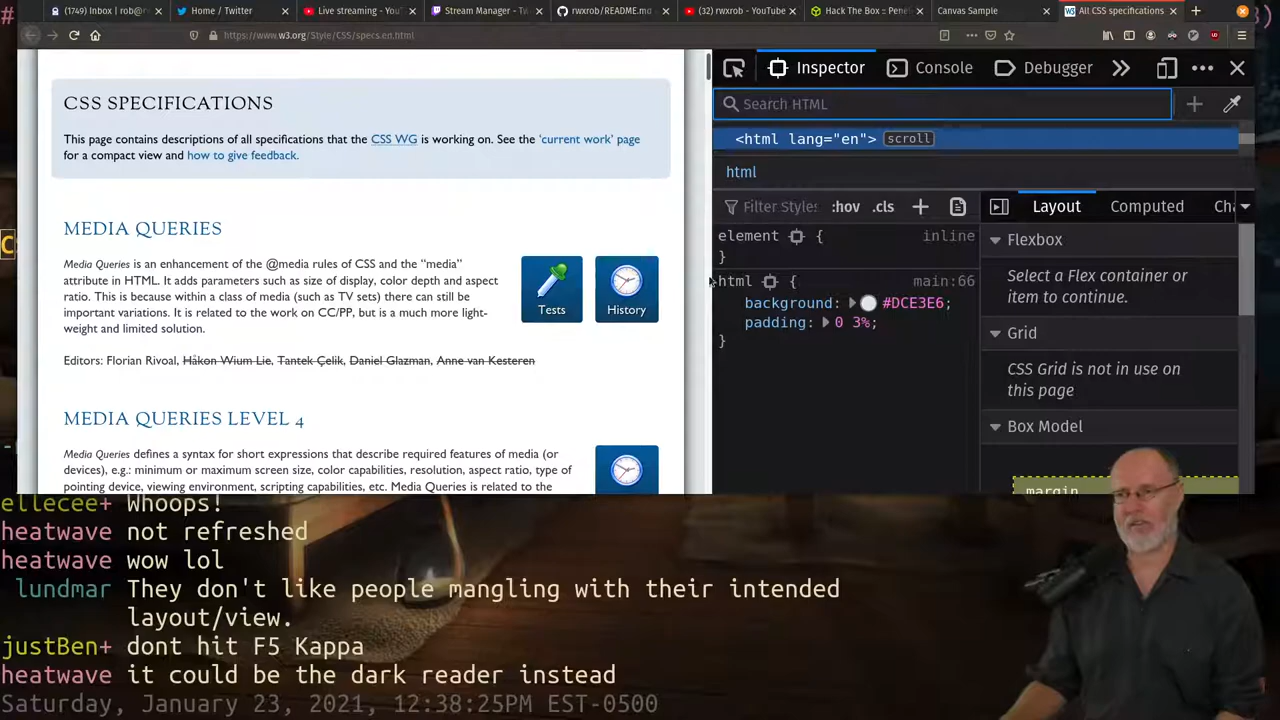 (1749) Inbox | rob@r
Home / Twitter
Live streaming - YouT
Stream Manager - Tw
rwxrob/README.md
(32) rwxrob - YouTube
Hack The Box :: Pene
Canvas Sample
All CSS specifications
https://www.w3.org/Style/CSS/specs.en.html
CSS SPECIFICATIONS
This page contains descriptions of all specifications that the CSS WG is working on. See the ‘current work’ page
for a compact view and how to give feedback.
MEDIA QUERIES
Media Queries is an enhancement of the @media rules of CSS and the “media”
attribute in HTML. It adds parameters such as size of display, color depth and aspect
ratio. This is because within a class of media (such as TV sets) there can still be
important variations. It is related to the work on CC/PP, but is a much more light-
weight and limited solution.
Tests
History
Editors: Florian Rivoal, Håkon Wium Lie, Tantek Çelik, Daniel Glazman, Anne van Kesteren
MEDIA QUERIES LEVEL 4
Media Queries defines a syntax for short expressions that describe required features of media (or
devices), e.g.: minimum or maximum screen size, color capabilities, resolution, aspect ratio, type of
pointing device, viewing environment, scripting capabilities, etc. Media Queries is related to the
Inspector
Console
Debugger
Search HTML
<html lang="en"> scroll
html
Filter Styles
:hov .cls
Layout
Computed
element {
inline
}
html {
main:66
background: #DCE3E6;
padding: 0 3%;
}
Flexbox
Select a Flex container or
item to continue.
Grid
CSS Grid is not in use on
this page
Box Model
margin
ellecee+ Whoops!
heatwave not refreshed
heatwave wow lol
lundmar They don't like people mangling with their intended
layout/view.
justBen+ dont hit F5 Kappa
heatwave it could be the dark reader instead
Saturday, January 23, 2021, 12:38:25PM EST-0500